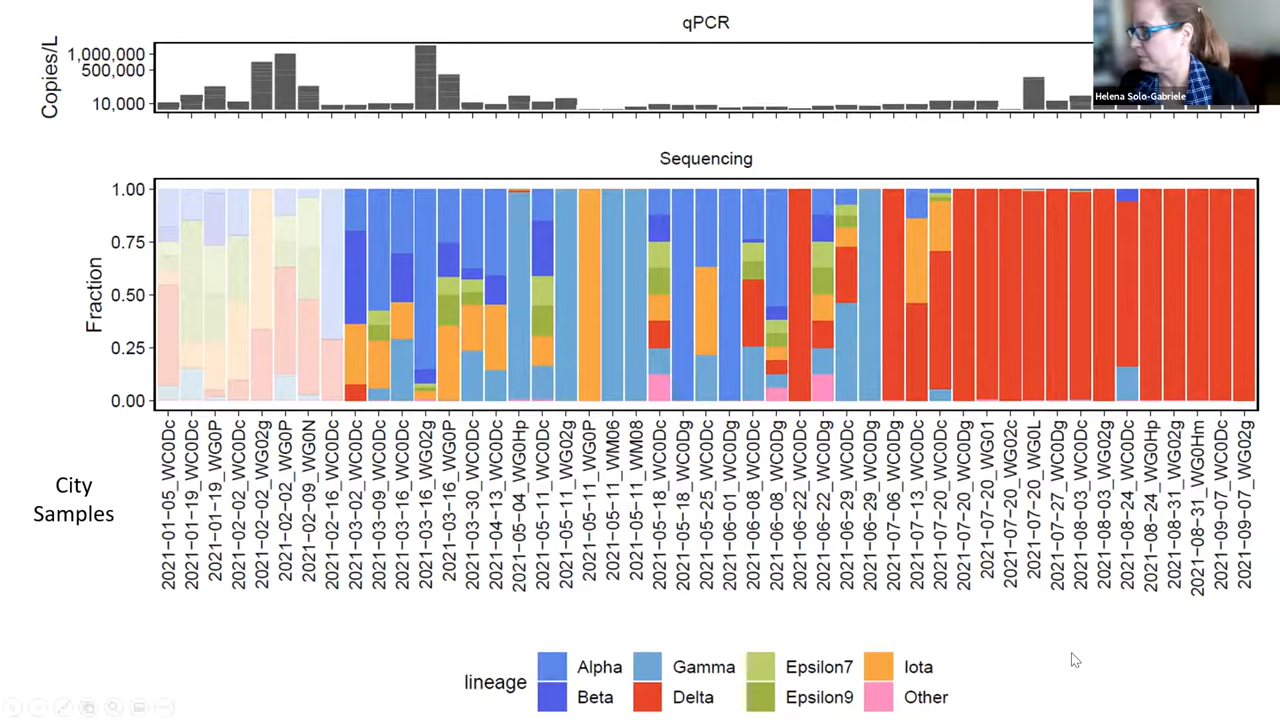 qPCR
Copies/L
1,000,000
500,000
10,000
Helena Solo-Gabriele
Sequencing
Fraction
1.00
0.75
0.50
0.25
0.00
City
Samples
2021-01-05_WC0Dc
2021-01-19_WC0Dc
2021-01-19_WG0P
2021-02-02_WC0Dc
2021-02-02_WG02g
2021-02-02_WG0P
2021-02-09_WG0N
2021-02-16_WC0Dc
2021-03-02_WC0Dc
2021-03-09_WC0Dc
2021-03-16_WC0Dc
2021-03-16_WG02g
2021-03-16_WG0P
2021-03-30_WC0Dc
2021-04-13_WC0Dc
2021-05-04_WG0Hp
2021-05-11_WC0Dc
2021-05-11_WG02g
2021-05-11_WG0P
2021-05-11_WM06
2021-05-11_WM08
2021-05-18_WC0Dc
2021-05-18_WC0Dg
2021-05-25_WC0Dc
2021-06-01_WC0Dg
2021-06-08_WC0Dc
2021-06-08_WC0Dg
2021-06-22_WC0Dc
2021-06-22_WC0Dg
2021-06-29_WC0Dc
2021-06-29_WC0Dg
2021-07-06_WC0Dg
2021-07-13_WC0Dc
2021-07-20_WC0Dc
2021-07-20_WC0Dg
2021-07-20_WG01
2021-07-20_WG02c
2021-07-20_WG0L
2021-07-27_WC0Dg
2021-08-03_WC0Dc
2021-08-03_WG02g
2021-08-24_WC0Dc
2021-08-24_WG0Hp
2021-08-31_WG02g
2021-08-31_WG0Hm
2021-09-07_WC0Dc
2021-09-07_WG02g
lineage
Alpha
Gamma
Epsilon7
Iota
Beta
Delta
Epsilon9
Other